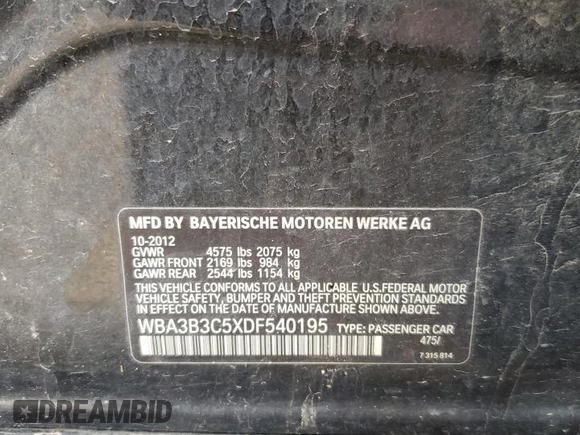 MFD BY BAYERISCHE MOTOREN WERKE AG
10-2012
GVWR 4575 lbs 2075 kg
GAWR FRONT 2169 lbs 984 kg
GAWR REAR 2544 lbs 1154 kg
THIS VEHICLE CONFORMS TO ALL APPLICABLE U.S.FEDERAL MOTOR
VEHICLE SAFETY, BUMPER AND THEFT PREVENTION STANDARDS
IN EFFECT ON THE DATE OF MANUFACTURE SHOWN ABOVE.
WBA3B3C5XDF540195 TYPE: PASSENGER CAR
475/
7 315 814
DREAMBID